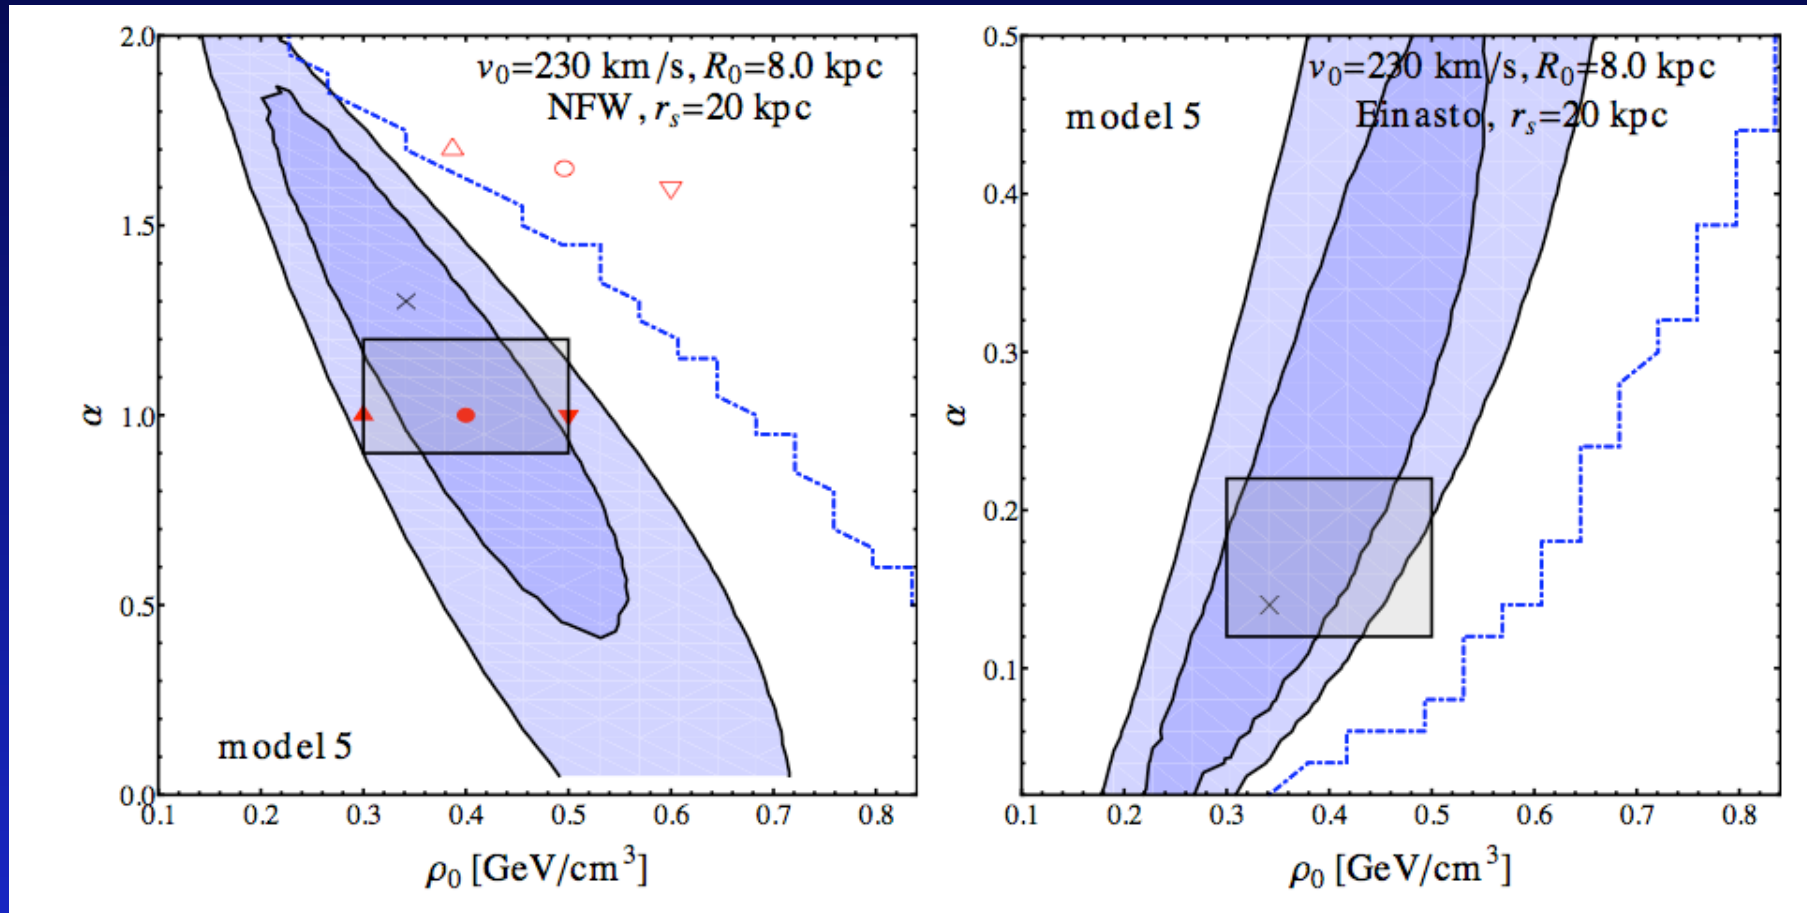 v₀=230 km/s, R₀=8.0 kpc
NFW, rₛ=20 kpc
model 5
α
2.0
1.5
1.0
0.5
0.0
0.1 0.2 0.3 0.4 0.5 0.6 0.7 0.8
ρ₀ [GeV/cm³]
v₀=230 km/s, R₀=8.0 kpc
Einasto, rₛ=20 kpc
model 5
α
0.5
0.4
0.3
0.2
0.1
0.1 0.2 0.3 0.4 0.5 0.6 0.7 0.8
ρ₀ [GeV/cm³]